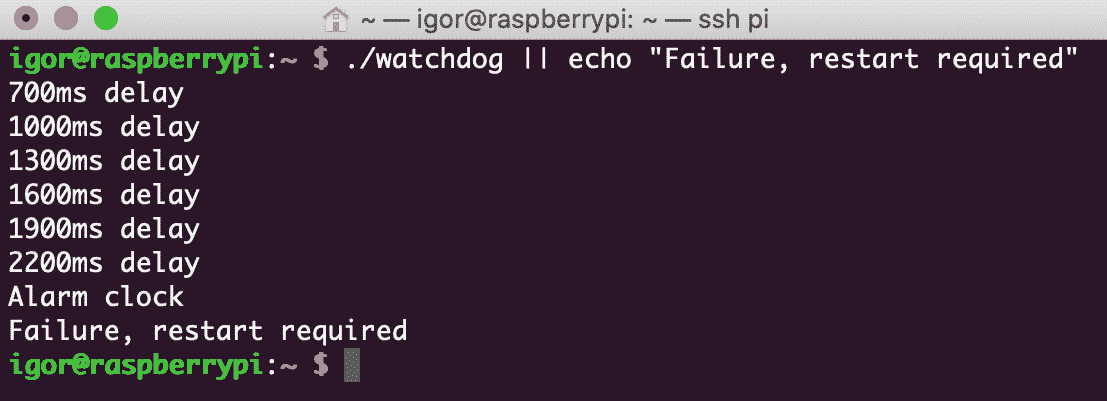 ~ — igor@raspberrypi: ~ — ssh pi
igor@raspberrypi:~ $ ./watchdog || echo "Failure, restart required"
700ms delay
1000ms delay
1300ms delay
1600ms delay
1900ms delay
2200ms delay
Alarm clock
Failure, restart required
igor@raspberrypi:~ $